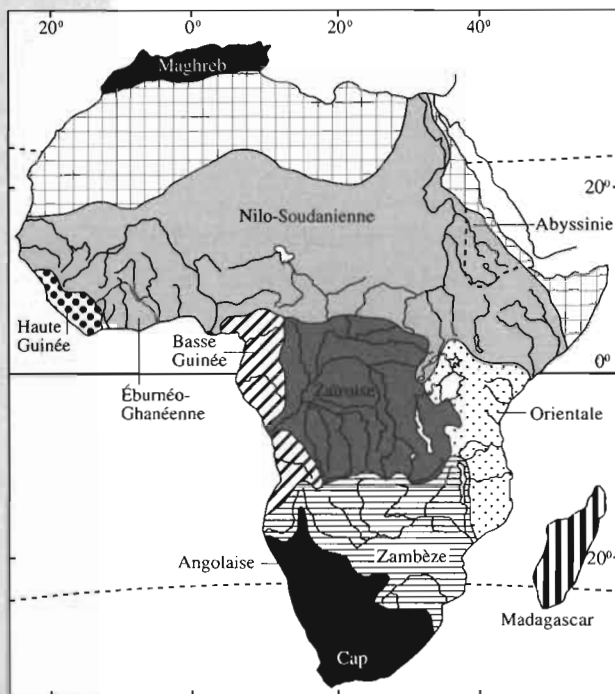 20° 0° 20° 40°
Maghreb
20°
Nilo-Soudanienne
Abyssinie
Haute
Guinée
Basse
Guinée
Zaïroise
0°
Éburnéo-
Ghanéenne
Orientale
Angolaise
Zambèze
20°
Madagascar
Cap